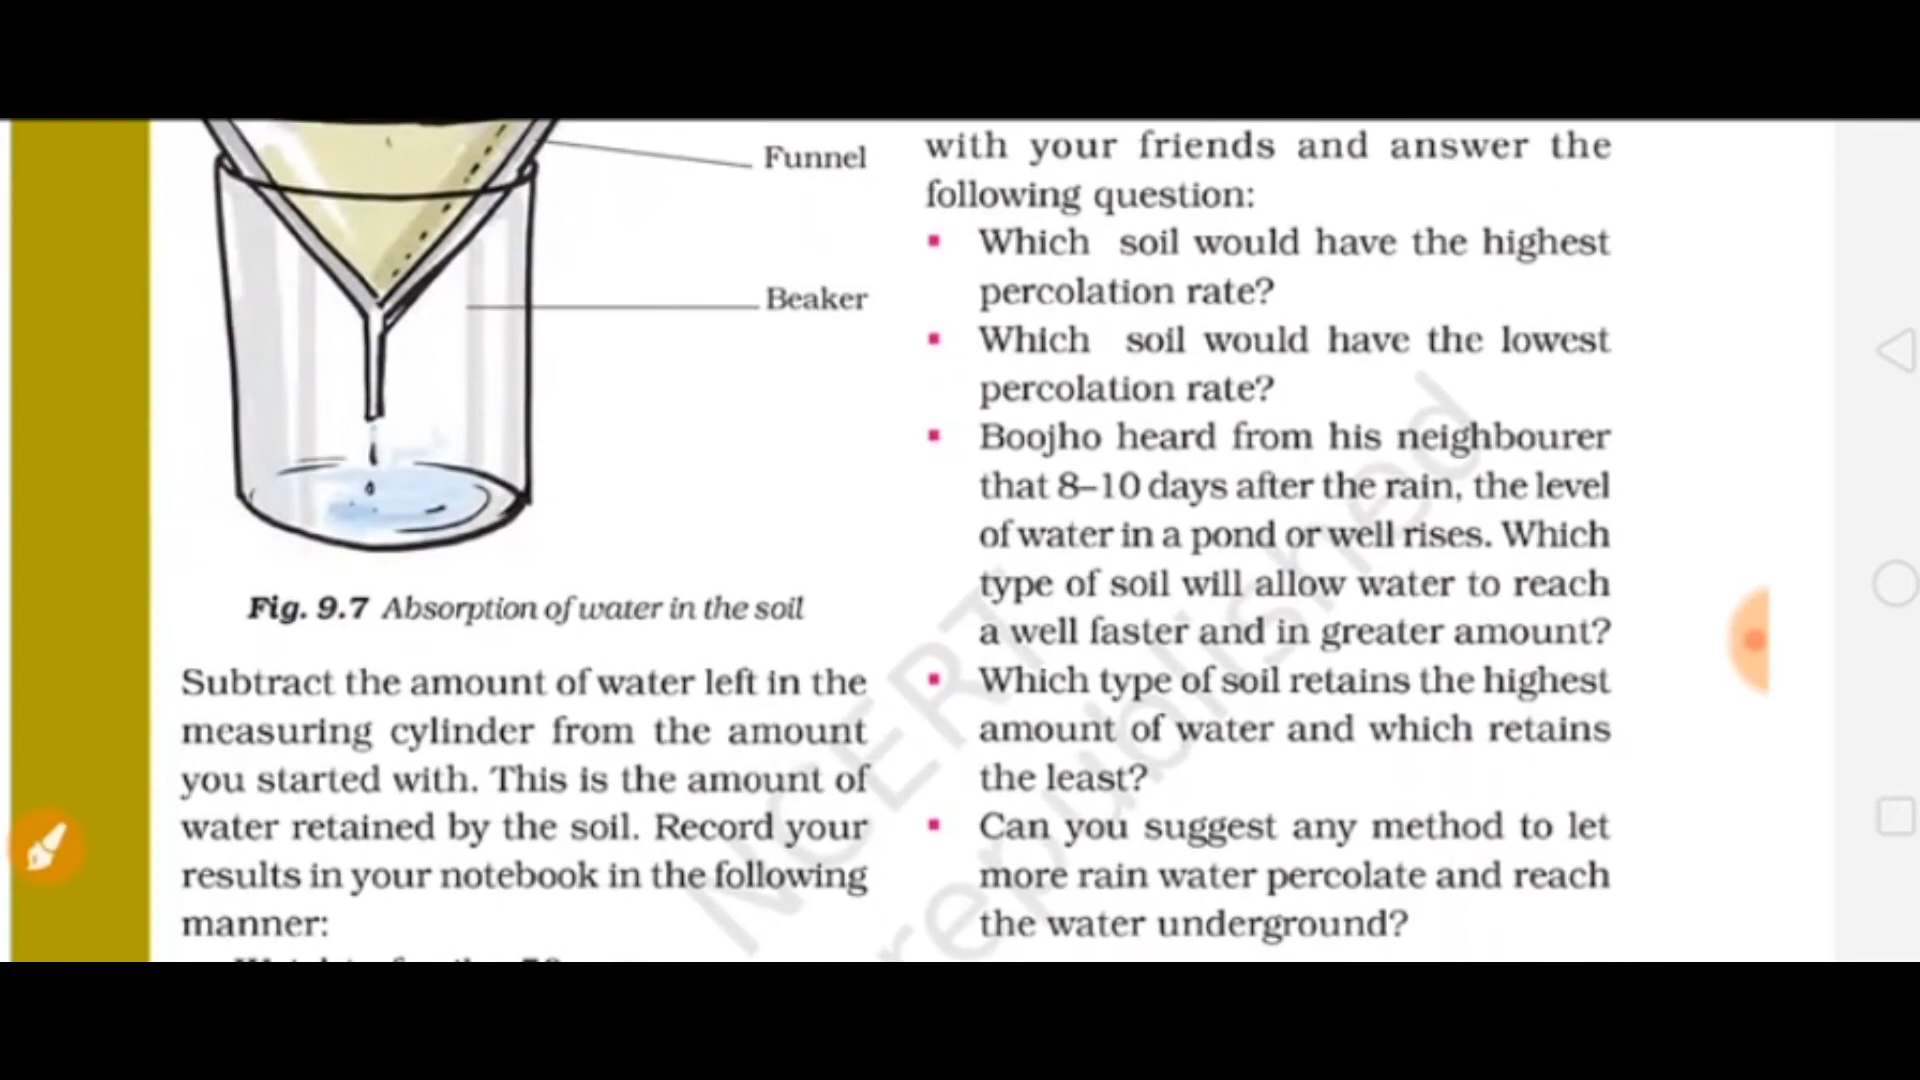 Funnel
Beaker
Fig. 9.7 Absorption of water in the soil
Subtract the amount of water left in the
measuring cylinder from the amount
you started with. This is the amount of
water retained by the soil. Record your
results in your notebook in the following
manner:
with your friends and answer the
following question:
▪ Which soil would have the highest
percolation rate?
▪ Which soil would have the lowest
percolation rate?
▪ Boojho heard from his neighbourer
that 8–10 days after the rain, the level
of water in a pond or well rises. Which
type of soil will allow water to reach
a well faster and in greater amount?
▪ Which type of soil retains the highest
amount of water and which retains
the least?
▪ Can you suggest any method to let
more rain water percolate and reach
the water underground?
NCERT
republished